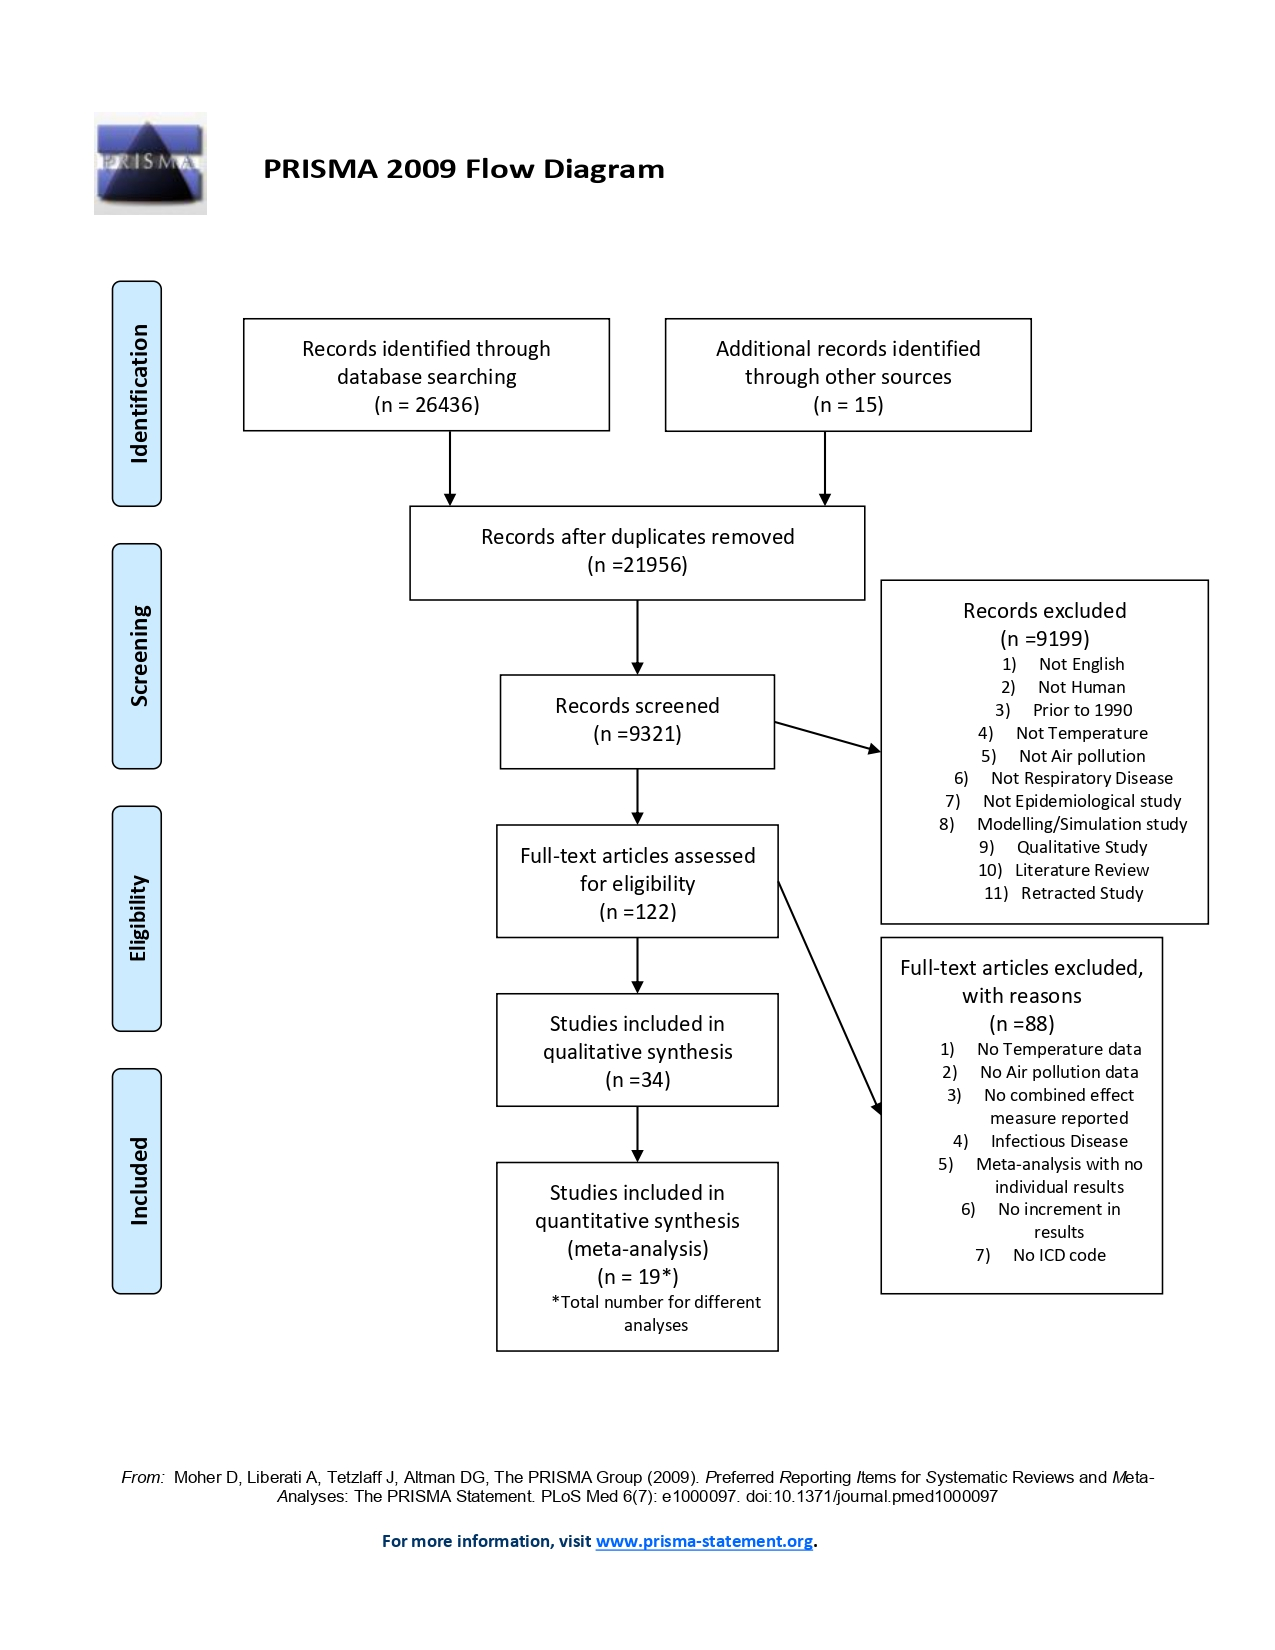 PRISMA
PRISMA 2009 Flow Diagram
Identification
Records identified through
database searching
(n = 26436)
Additional records identified
through other sources
(n = 15)
Records after duplicates removed
(n =21956)
Screening
Records screened
(n =9321)
Records excluded
(n =9199)
1) Not English
2) Not Human
3) Prior to 1990
4) Not Temperature
5) Not Air pollution
6) Not Respiratory Disease
7) Not Epidemiological study
8) Modelling/Simulation study
9) Qualitative Study
10) Literature Review
11) Retracted Study
Eligibility
Full-text articles assessed
for eligibility
(n =122)
Full-text articles excluded,
with reasons
(n =88)
1) No Temperature data
2) No Air pollution data
3) No combined effect
measure reported
4) Infectious Disease
5) Meta-analysis with no
individual results
6) No increment in
results
7) No ICD code
Studies included in
qualitative synthesis
(n =34)
Included
Studies included in
quantitative synthesis
(meta-analysis)
(n = 19*)
*Total number for different
analyses
From: Moher D, Liberati A, Tetzlaff J, Altman DG, The PRISMA Group (2009). Preferred Reporting Items for Systematic Reviews and Meta-
Analyses: The PRISMA Statement. PLoS Med 6(7): e1000097. doi:10.1371/journal.pmed1000097
For more information, visit www.prisma-statement.org.